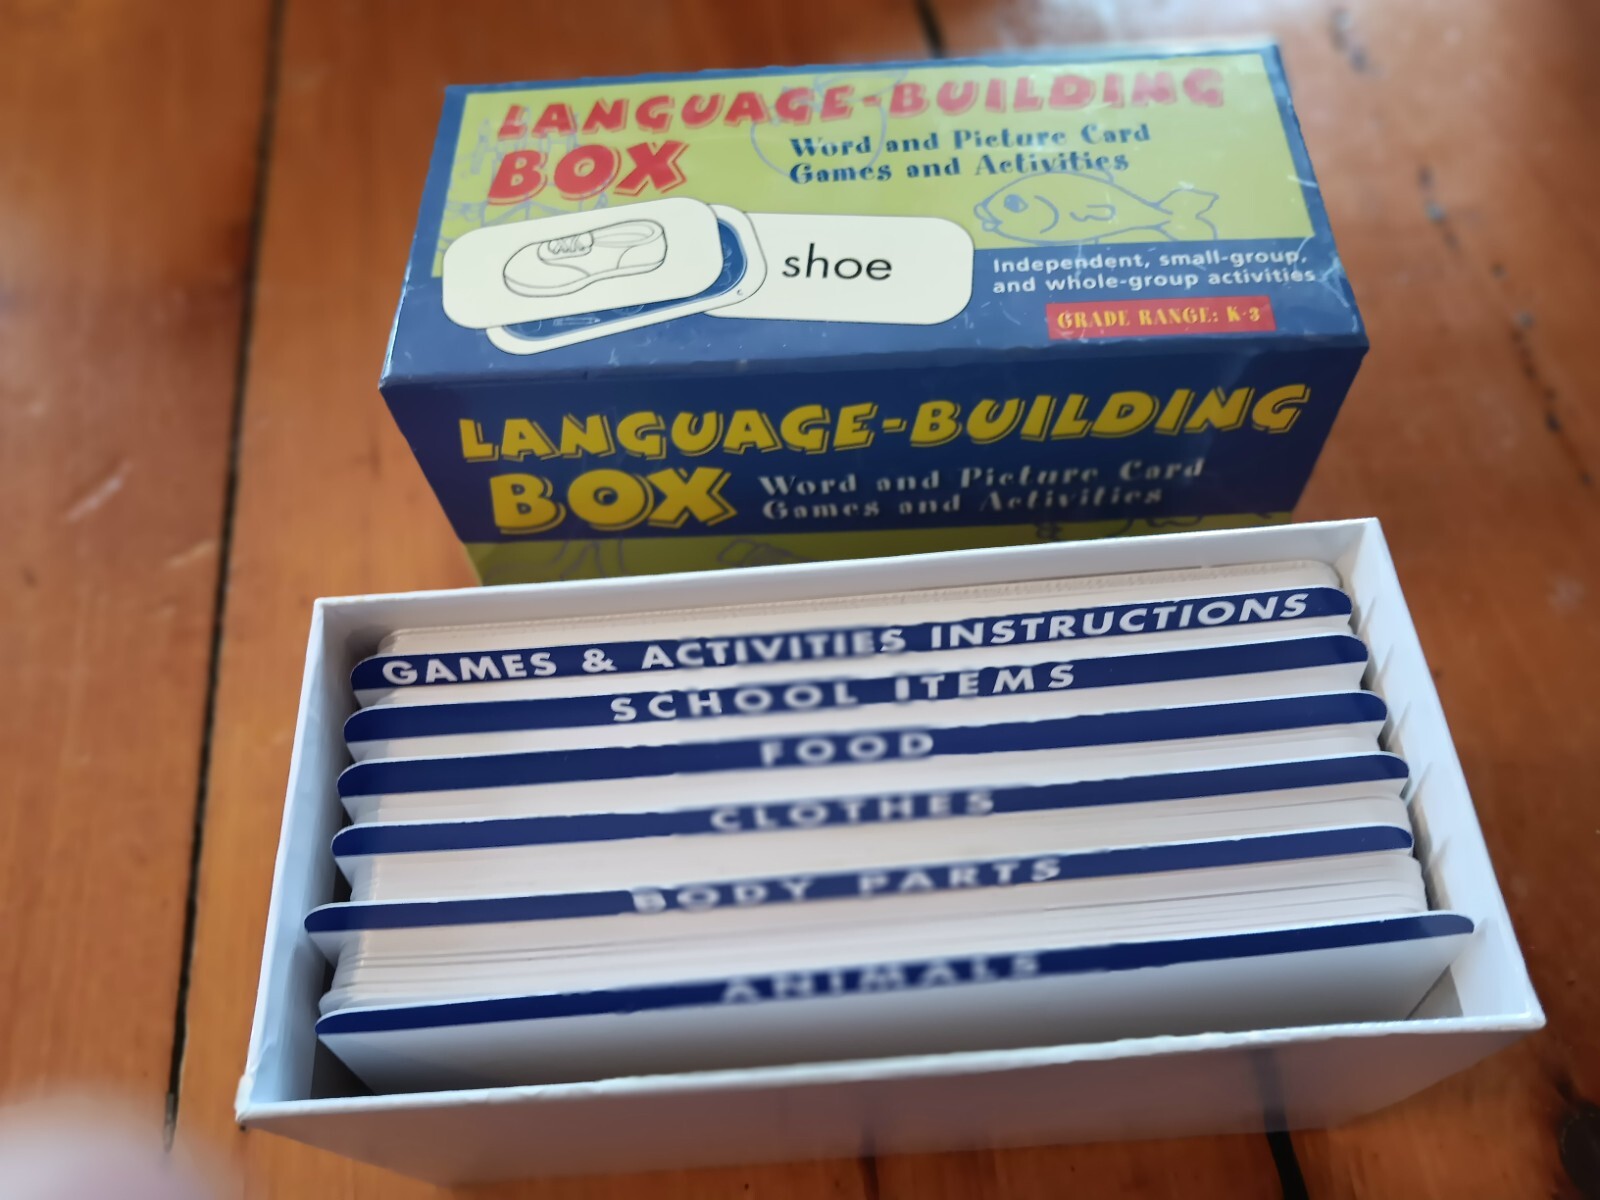 LANGUAGE-BUILDING
BOX
Word and Picture Card
Games and Activities
shoe
Independent, small-group,
and whole-group activities
GRADE RANGE: K-3
LANGUAGE-BUILDING
BOX
Word and Picture Card
Games and Activities
GAMES & ACTIVITIES INSTRUCTIONS
SCHOOL ITEMS
FOOD
CLOTHES
BODY PARTS
ANIMALS